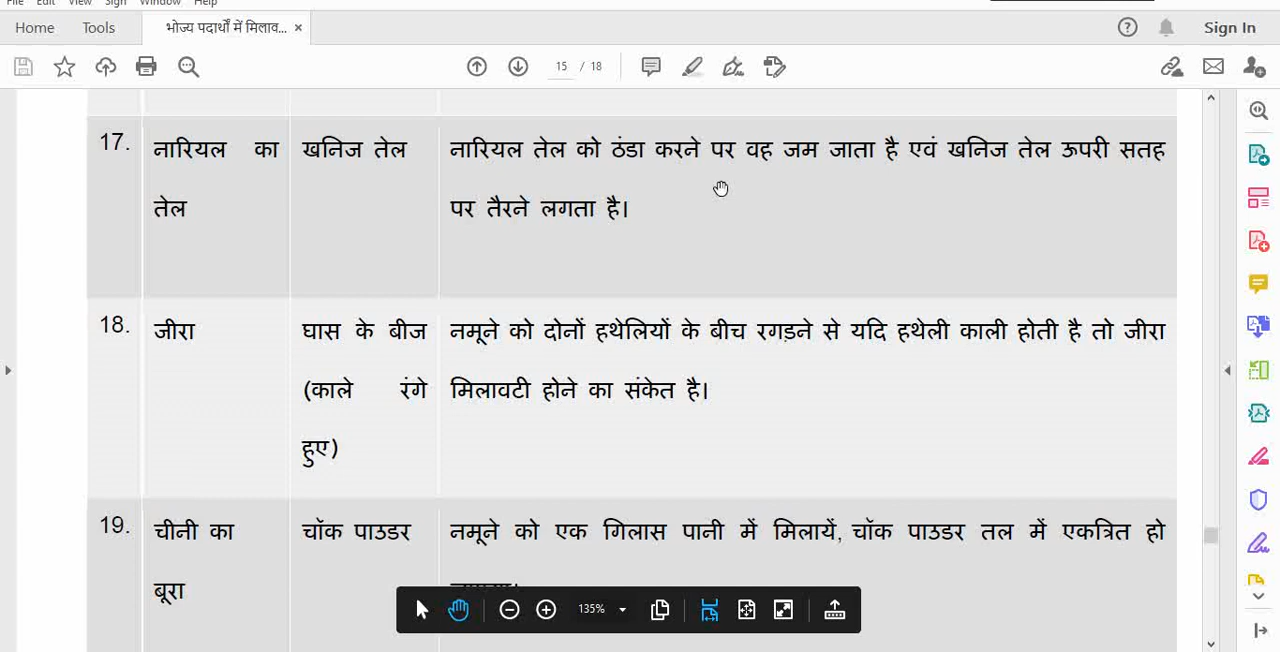 File Edit View Sign Window Help
Home Tools भोज्य पदार्थों में मिलाव... × Sign In
15 / 18
17. नारियल का खनिज तेल नारियल तेल को ठंडा करने पर वह जम जाता है एवं खनिज तेल ऊपरी सतह
तेल पर तैरने लगता है।
18. जीरा घास के बीज नमूने को दोनों हथेलियों के बीच रगड़ने से यदि हथेली काली होती है तो जीरा
(काले रंगे मिलावटी होने का संकेत है।
हुए)
19. चीनी का चॉक पाउडर नमूने को एक गिलास पानी में मिलायें, चॉक पाउडर तल में एकत्रित हो
बूरा
135%